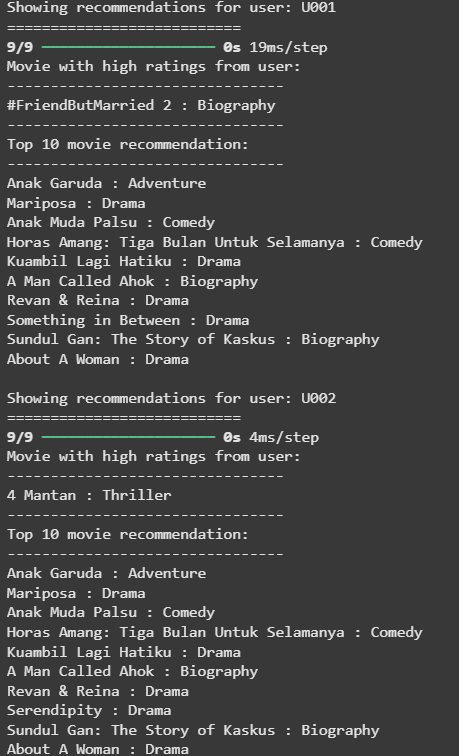 Showing recommendations for user: U001
===========================
9/9 ━━━━━━━━━━━━━━━━━━━━ 0s 19ms/step
Movie with high ratings from user:
--------------------------------
#FriendButMarried 2 : Biography
--------------------------------
Top 10 movie recommendation:
--------------------------------
Anak Garuda : Adventure
Mariposa : Drama
Anak Muda Palsu : Comedy
Horas Amang: Tiga Bulan Untuk Selamanya : Comedy
Kuambil Lagi Hatiku : Drama
A Man Called Ahok : Biography
Revan & Reina : Drama
Something in Between : Drama
Sundul Gan: The Story of Kaskus : Biography
About A Woman : Drama
Showing recommendations for user: U002
===========================
9/9 ━━━━━━━━━━━━━━━━━━━━ 0s 4ms/step
Movie with high ratings from user:
--------------------------------
4 Mantan : Thriller
--------------------------------
Top 10 movie recommendation:
--------------------------------
Anak Garuda : Adventure
Mariposa : Drama
Anak Muda Palsu : Comedy
Horas Amang: Tiga Bulan Untuk Selamanya : Comedy
Kuambil Lagi Hatiku : Drama
A Man Called Ahok : Biography
Revan & Reina : Drama
Serendipity : Drama
Sundul Gan: The Story of Kaskus : Biography
About A Woman : Drama